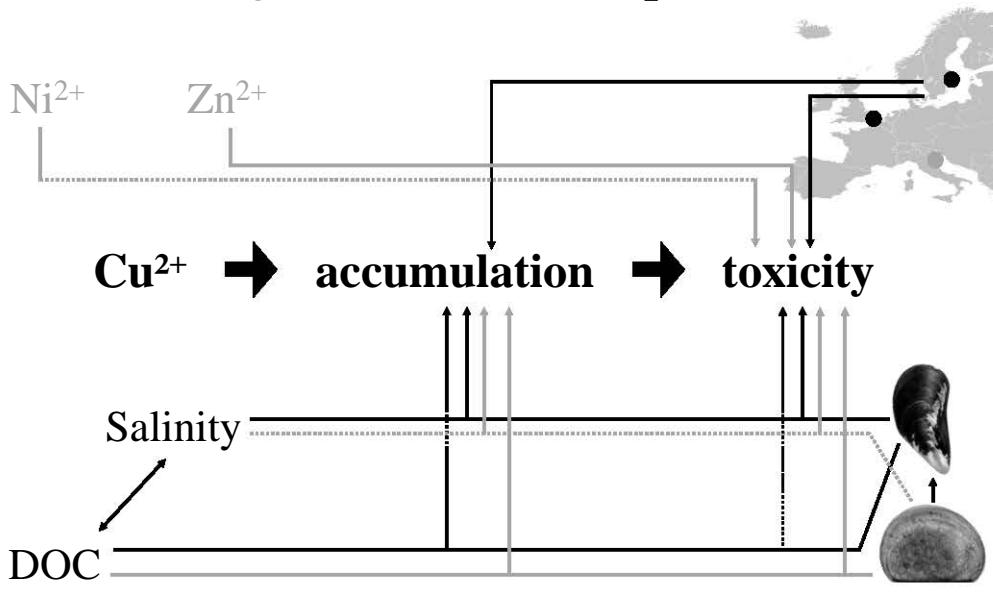 Ni²⁺ Zn²⁺
Cu²⁺ accumulation toxicity
Salinity
DOC